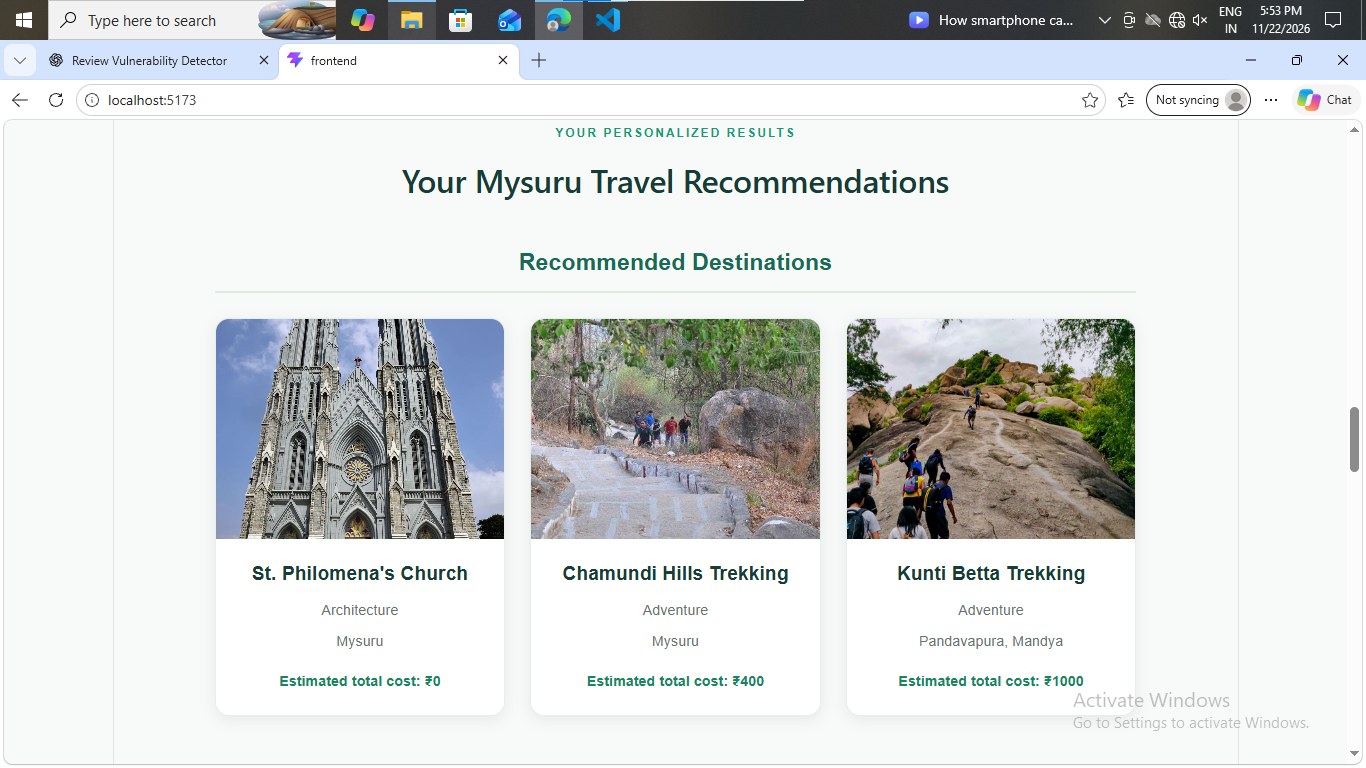 Type here to search
How smartphone ca...
ENG
IN
5:53 PM
11/22/2026
Review Vulnerability Detector
frontend
localhost:5173
Not syncing
Chat
YOUR PERSONALIZED RESULTS
Your Mysuru Travel Recommendations
Recommended Destinations
St. Philomena's Church
Architecture
Mysuru
Estimated total cost: ₹0
Chamundi Hills Trekking
Adventure
Mysuru
Estimated total cost: ₹400
Kunti Betta Trekking
Adventure
Pandavapura, Mandya
Estimated total cost: ₹1000
Activate Windows
Go to Settings to activate Windows.